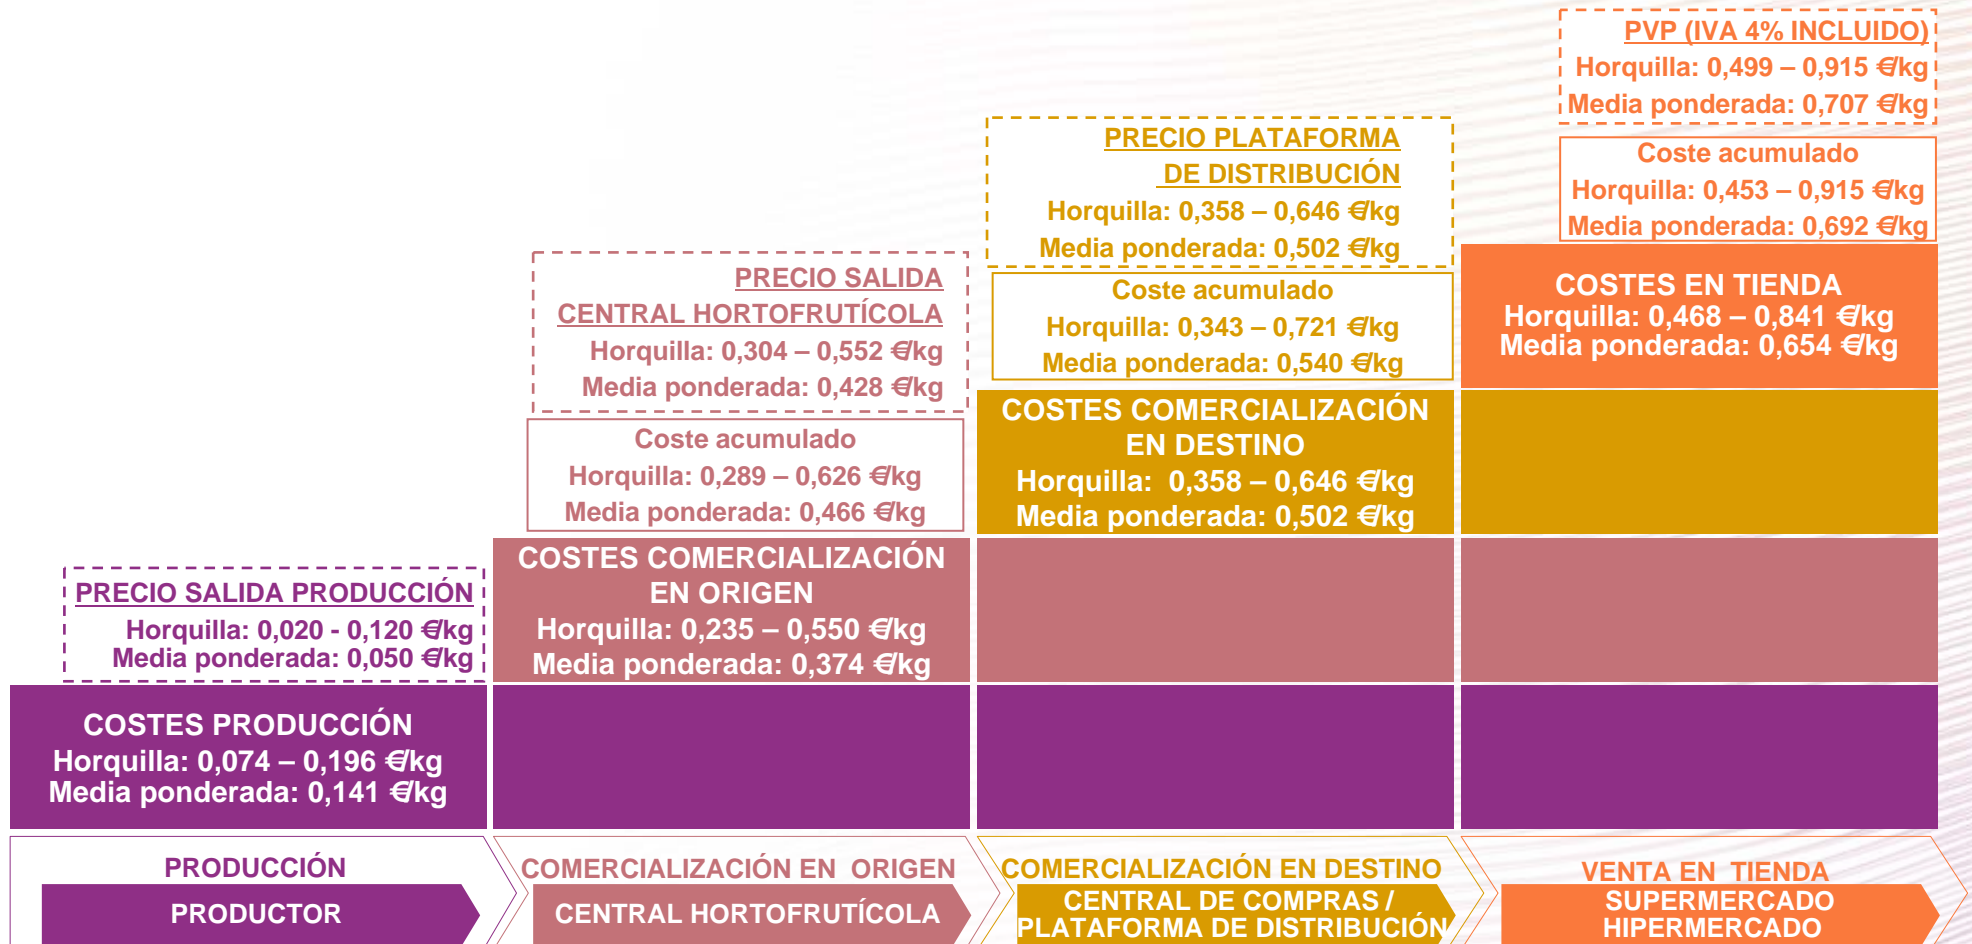 PVP (IVA 4% INCLUIDO)
Horquilla: 0,499 – 0,915 €/kg
Media ponderada: 0,707 €/kg
Coste acumulado
Horquilla: 0,453 – 0,915 €/kg
Media ponderada: 0,692 €/kg
COSTES EN TIENDA
Horquilla: 0,468 – 0,841 €/kg
Media ponderada: 0,654 €/kg
PRECIO PLATAFORMA
DE DISTRIBUCIÓN
Horquilla: 0,358 – 0,646 €/kg
Media ponderada: 0,502 €/kg
Coste acumulado
Horquilla: 0,343 – 0,721 €/kg
Media ponderada: 0,540 €/kg
COSTES COMERCIALIZACIÓN
EN DESTINO
Horquilla: 0,358 – 0,646 €/kg
Media ponderada: 0,502 €/kg
PRECIO SALIDA
CENTRAL HORTOFRUTÍCOLA
Horquilla: 0,304 – 0,552 €/kg
Media ponderada: 0,428 €/kg
Coste acumulado
Horquilla: 0,289 – 0,626 €/kg
Media ponderada: 0,466 €/kg
COSTES COMERCIALIZACIÓN
EN ORIGEN
Horquilla: 0,235 – 0,550 €/kg
Media ponderada: 0,374 €/kg
PRECIO SALIDA PRODUCCIÓN
Horquilla: 0,020 - 0,120 €/kg
Media ponderada: 0,050 €/kg
COSTES PRODUCCIÓN
Horquilla: 0,074 – 0,196 €/kg
Media ponderada: 0,141 €/kg
PRODUCCIÓN
PRODUCTOR
COMERCIALIZACIÓN EN ORIGEN
CENTRAL HORTOFRUTÍCOLA
COMERCIALIZACIÓN EN DESTINO
CENTRAL DE COMPRAS /
PLATAFORMA DE DISTRIBUCIÓN
VENTA EN TIENDA
SUPERMERCADO
HIPERMERCADO